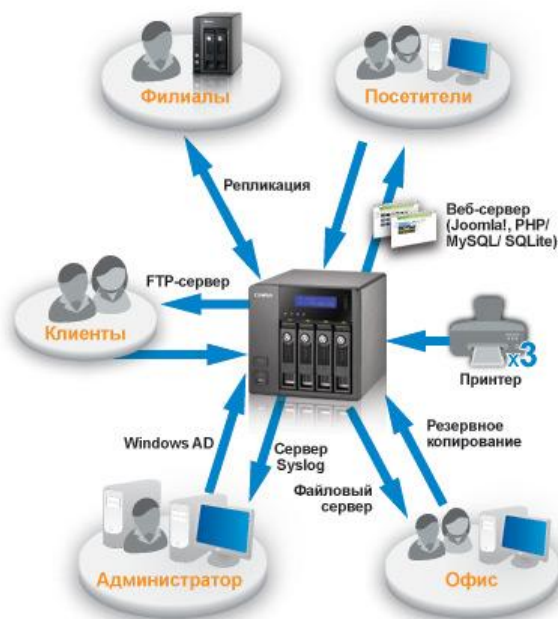 Филиалы
Посетители
Репликация
Веб-сервер
(Joomla!, PHP/
MySQL/ SQLite)
FTP-сервер
Клиенты
x3
Принтер
Windows AD
Сервер
Syslog
Резервное
копирование
Файловый
сервер
Администратор
Офис